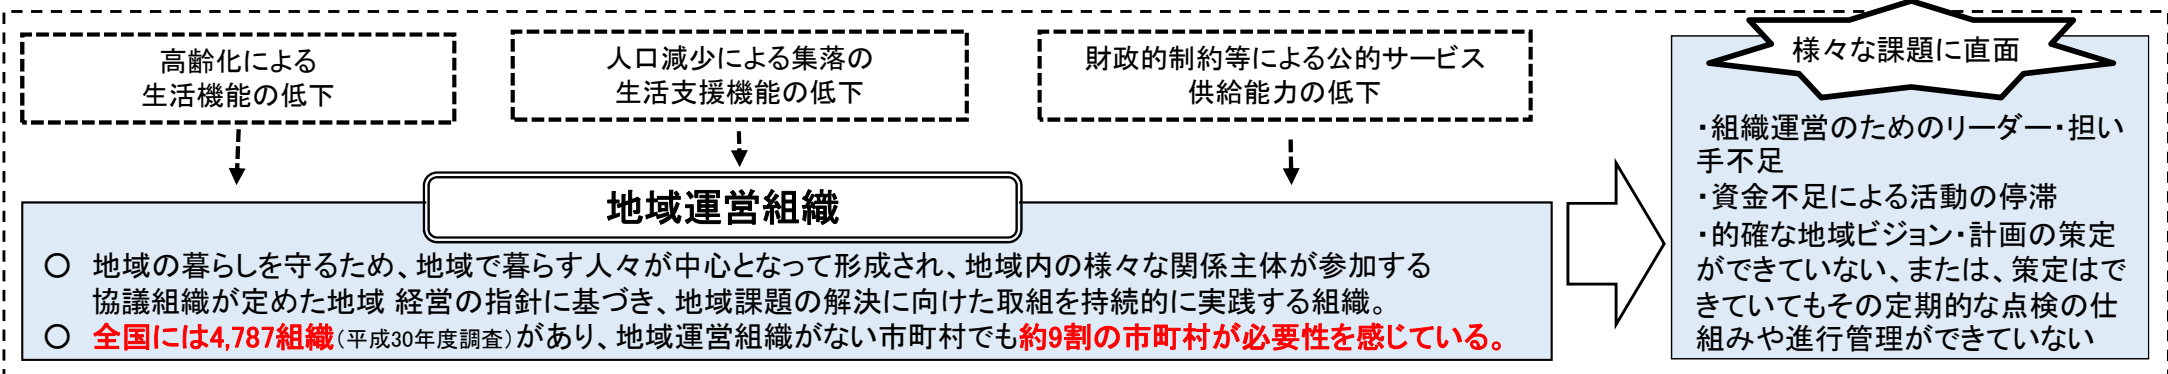 高齢化による
生活機能の低下
人口減少による集落の
生活支援機能の低下
財政的制約等による公的サービス
供給能力の低下
地域運営組織
○ 地域の暮らしを守るため、地域で暮らす人々が中心となって形成され、地域内の様々な関係主体が参加する
協議組織が定めた地域 経営の指針に基づき、地域課題の解決に向けた取組を持続的に実践する組織。
○ 全国には4,787組織(平成30年度調査)があり、地域運営組織がない市町村でも約9割の市町村が必要性を感じている。
様々な課題に直面
・組織運営のためのリーダー・担い
手不足
・資金不足による活動の停滞
・的確な地域ビジョン・計画の策定
ができていない、または、策定はで
きていてもその定期的な点検の仕
組みや進行管理ができていない